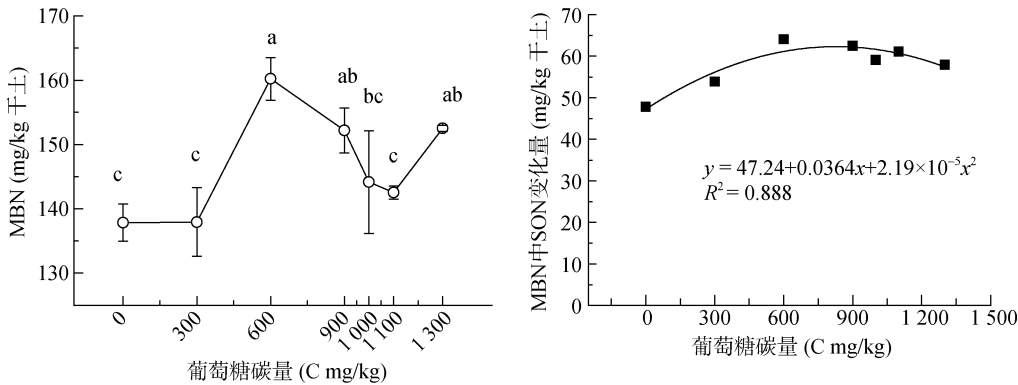 MBN (mg/kg 干土)
170
160
150
140
130
c
c
a
ab
bc
c
ab
0
300
600
900
1 000
1 100
1 300
葡萄糖碳量 (C mg/kg)
MBN中SON变化量 (mg/kg 干土)
70
60
50
40
30
20
10
0
y = 47.24+0.0364x+2.19×10⁻⁵x²
R² = 0.888
0 300 600 900 1 200 1 500
葡萄糖碳量 (C mg/kg)